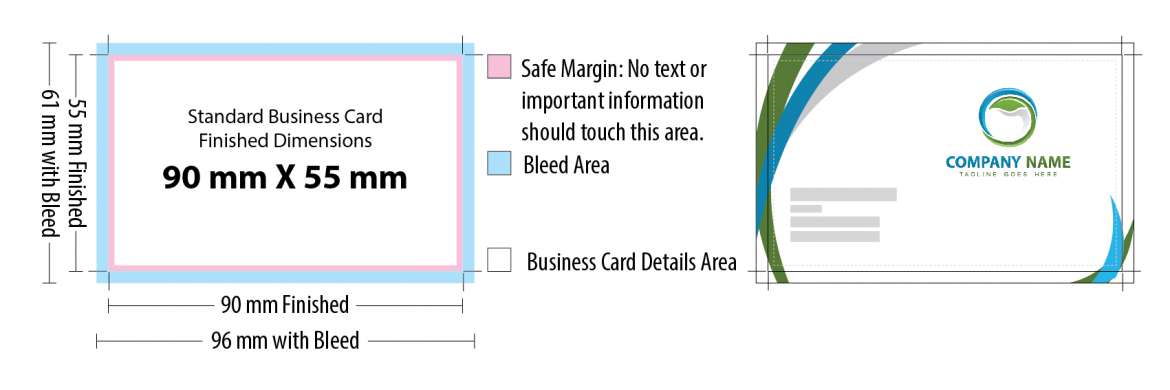 Standard Business Card
Finished Dimensions
90 mm X 55 mm
55 mm Finished
61 mm with Bleed
90 mm Finished
96 mm with Bleed
Safe Margin: No text or
important information
should touch this area.
Bleed Area
Business Card Details Area
COMPANY NAME
TAGLINE GOES HERE